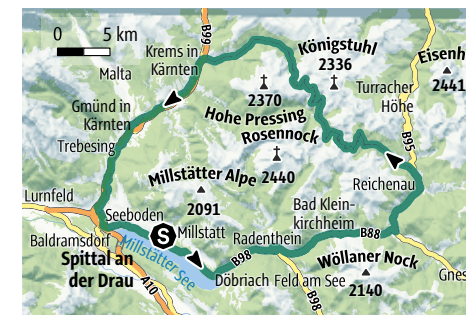 0 5 km
B99
Krems in
Kärnten
Königstuhl
2336
Eisenh
2441
Malta
2370
Turracher
Höhe
Gmünd in
Kärnten
Hohe Pressing
Rosennock
B95
Trebesing
Millstätter Alpe 2440
2091
Reichenau
Lurnfeld
Seeboden
S
Millstatt
Bad Klein-
kirchheim
Baldramsdorf
Millstätter See
Radenthein
B88
Spittal an
der Drau
B98
Wöllaner Nock
2140
A10
Döbriach
Feld am See
B98
Gnes